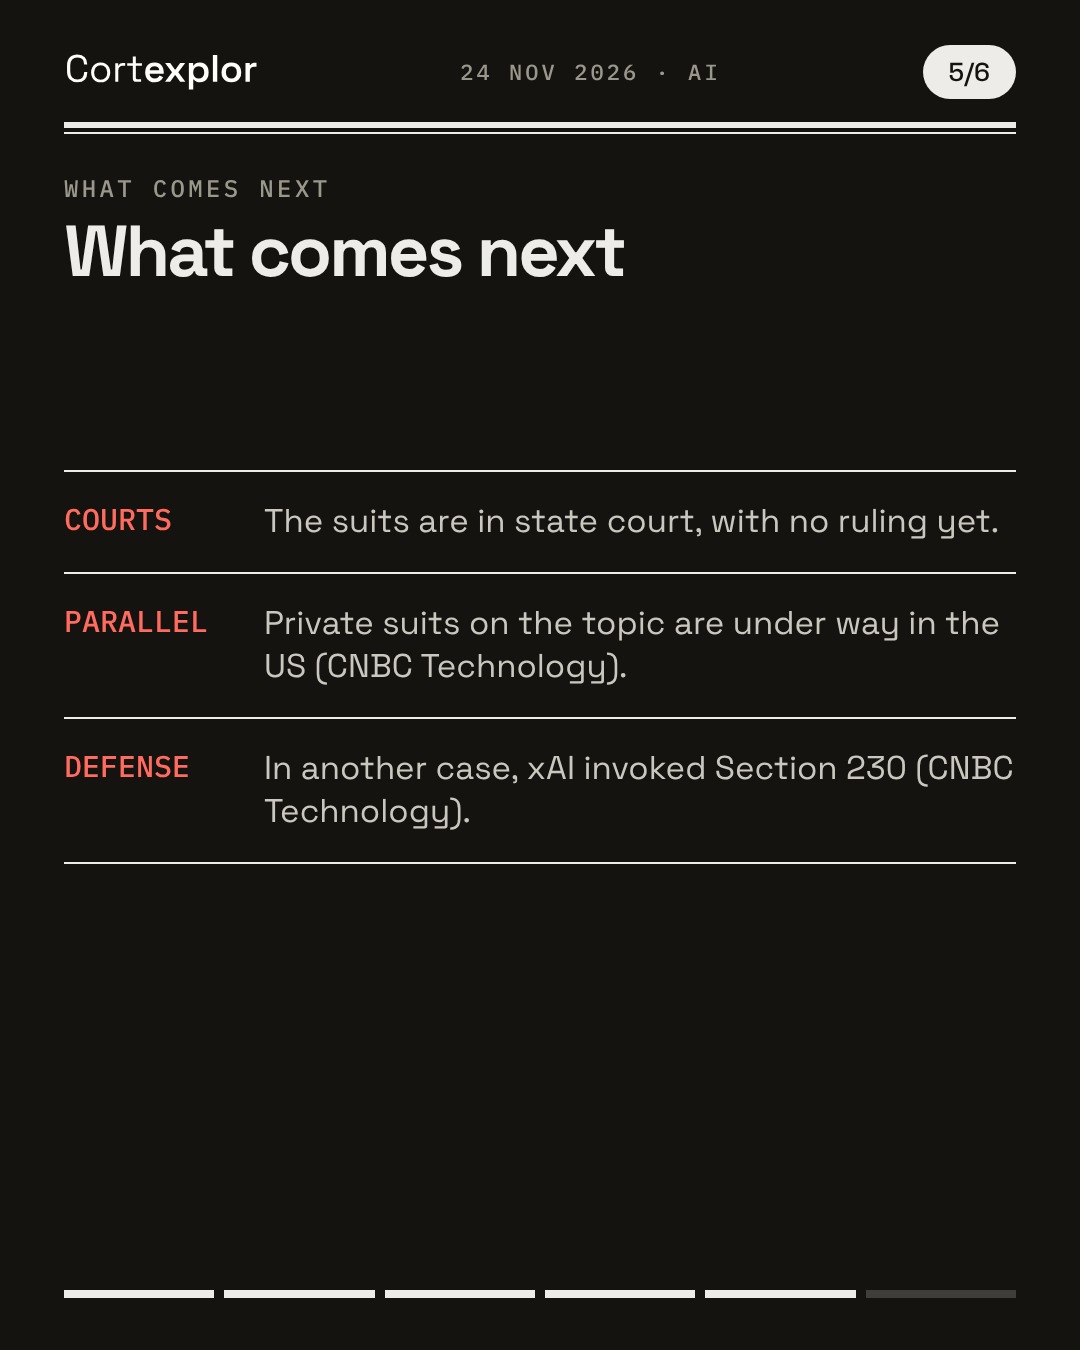 Cortexplor
24 NOV 2026 · AI
5/6
WHAT COMES NEXT
What comes next
COURTS
The suits are in state court, with no ruling yet.
PARALLEL
Private suits on the topic are under way in the
US (CNBC Technology).
DEFENSE
In another case, xAI invoked Section 230 (CNBC
Technology).